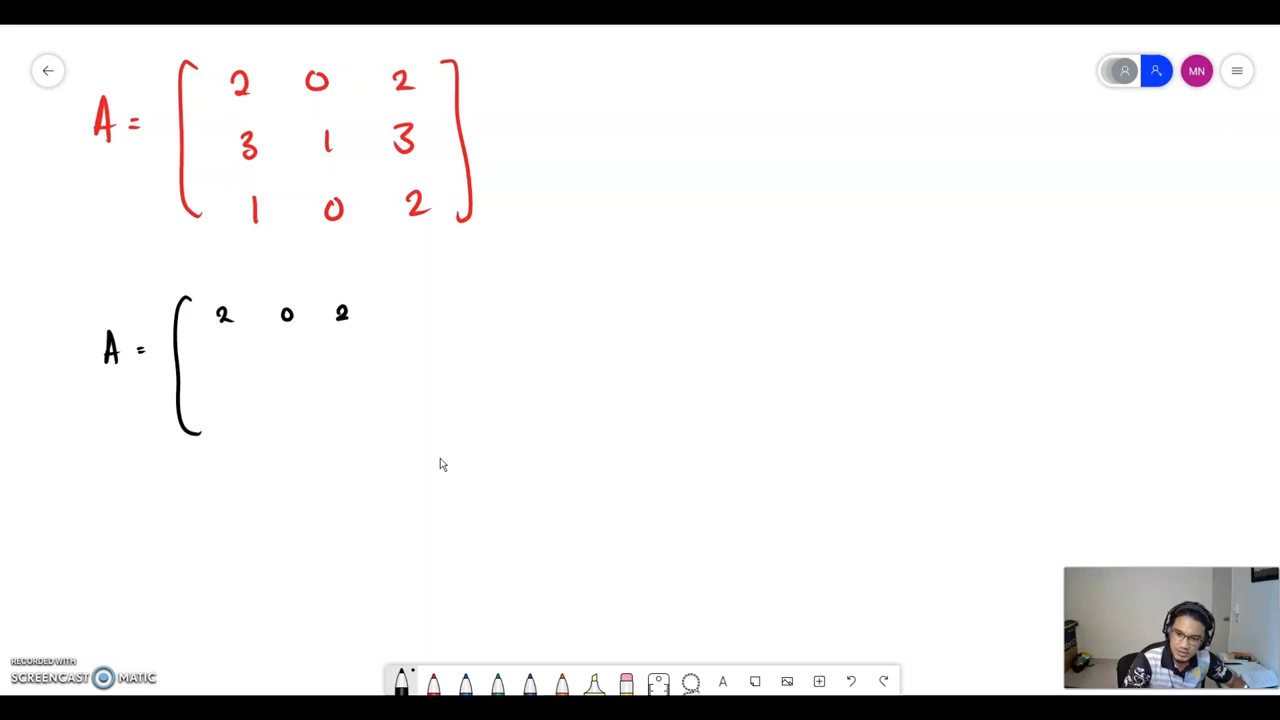 2 0 2
A = 3 1 3
1 0 2
2 0 2
A =
MN
A
RECORDED WITH
SCREENCAST MATIC